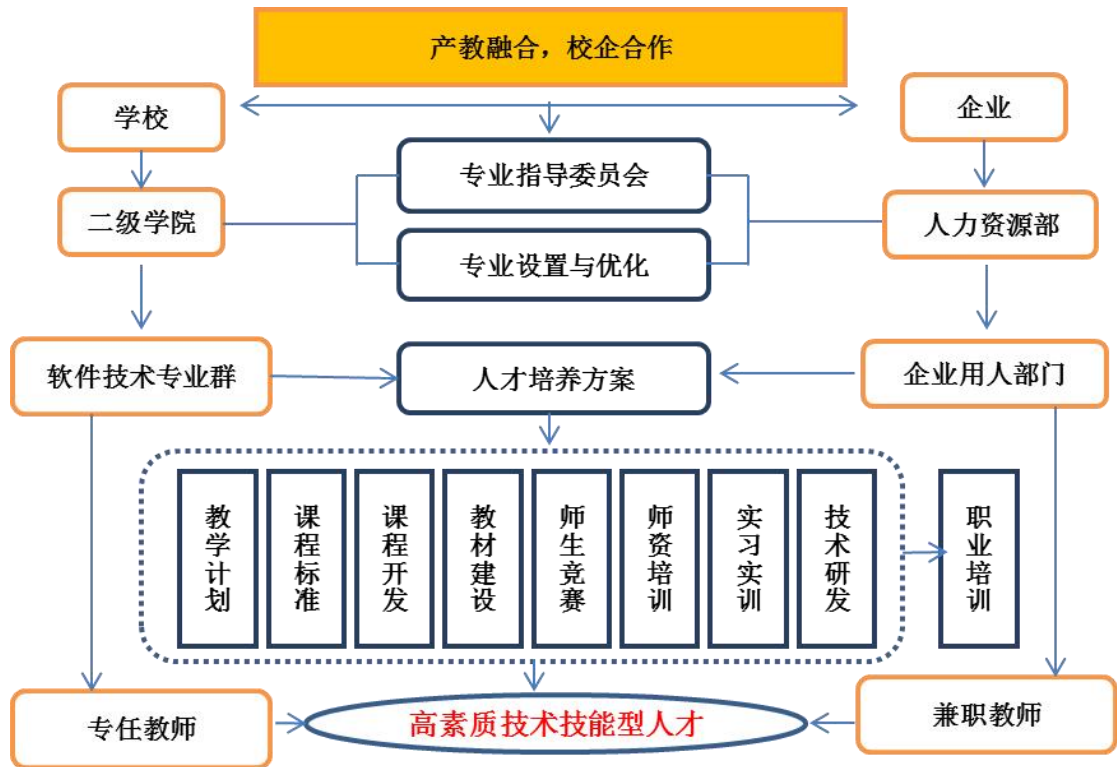 产教融合，校企合作
学校
企业
专业指导委员会
二级学院
人力资源部
专业设置与优化
软件技术专业群
人才培养方案
企业用人部门
教学计划
课程标准
课程开发
教材建设
师生竞赛
师资培训
实习实训
技术研发
职业培训
专任教师
高素质技术技能型人才
兼职教师